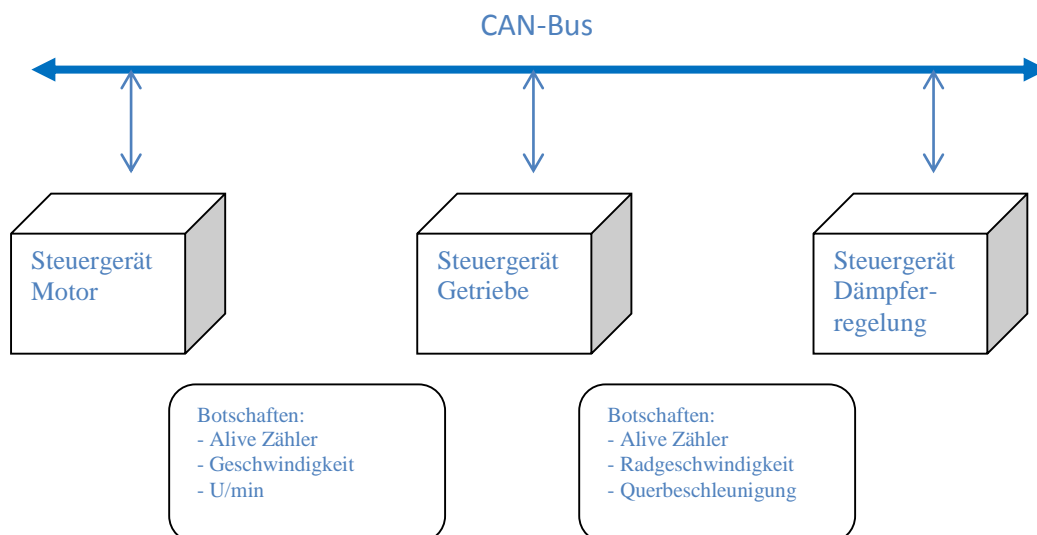 CAN-Bus
Steuergerät
Motor
Steuergerät
Getriebe
Steuergerät
Dämpfer-
regelung
Botschaften:
- Alive Zähler
- Geschwindigkeit
- U/min
Botschaften:
- Alive Zähler
- Radgeschwindigkeit
- Querbeschleunigung